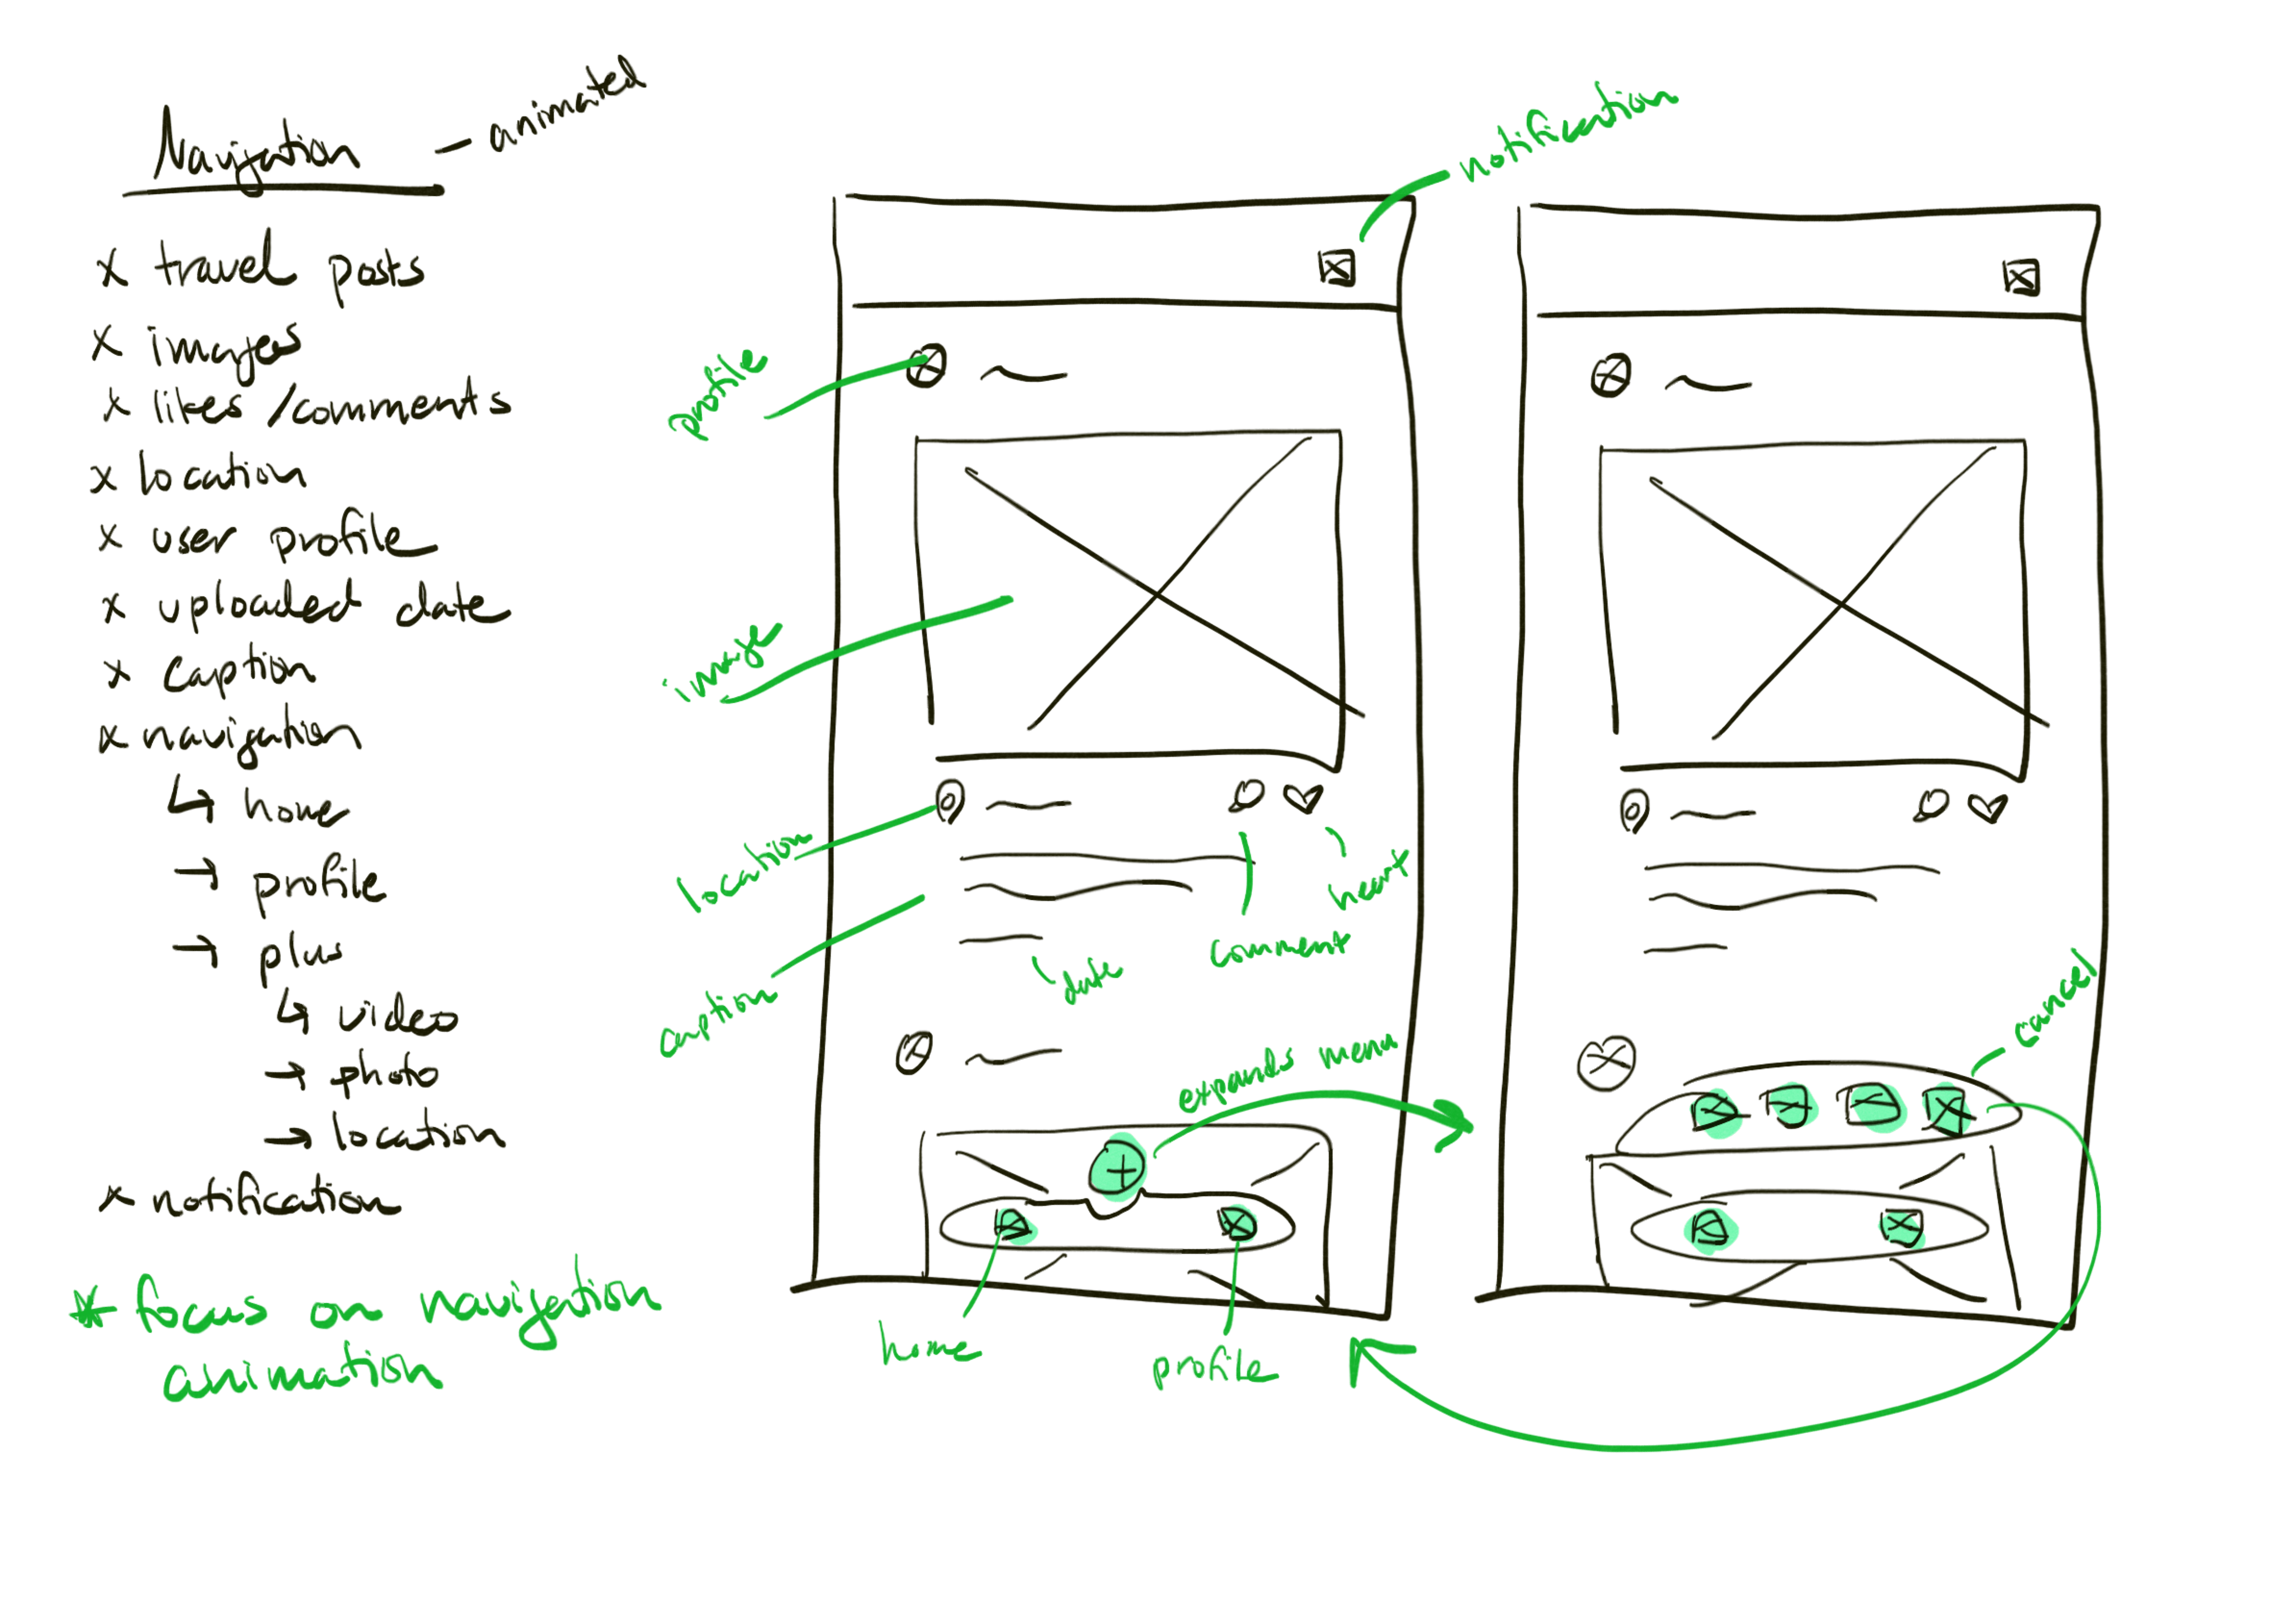 Navigation - animated
x travel posts
x images
x likes/comments
x location
x user profile
x uploaded date
x caption
x navigation
↳ home
→ profile
→ plus
↳ video
→ photo
→ location
x notification
* focus on navigation
animation
notification
profile
image
location
heart
comment
date
caption
expands menu
+
home
profile
cancel